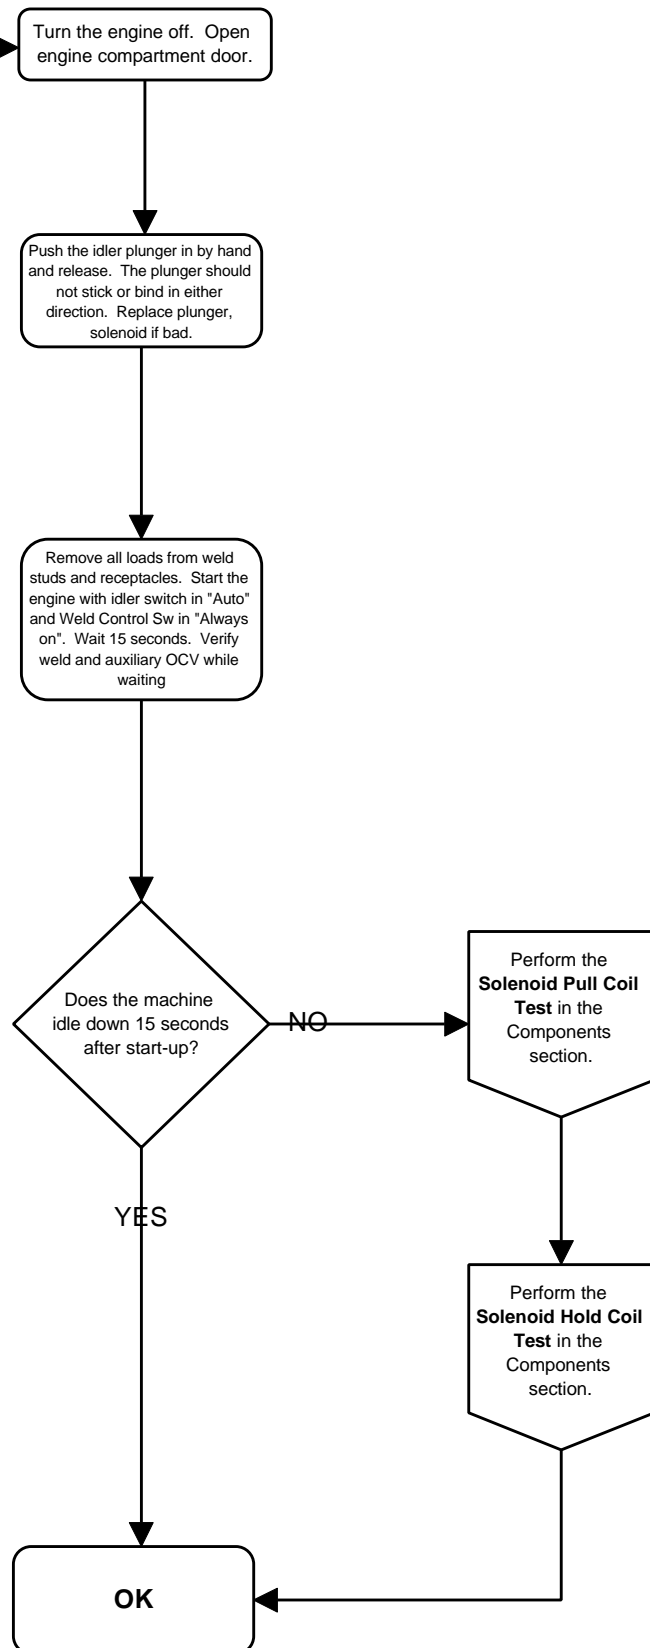 Turn the engine off. Open
engine compartment door.
Push the idler plunger in by hand
and release. The plunger should
not stick or bind in either
direction. Replace plunger,
solenoid if bad.
Remove all loads from weld
studs and receptacles. Start the
engine with idler switch in "Auto"
and Weld Control Sw in "Always
on". Wait 15 seconds. Verify
weld and auxiliary OCV while
waiting
Does the machine
idle down 15 seconds
after start-up?
NO
Perform the
Solenoid Pull Coil
Test in the
Components
section.
YES
Perform the
Solenoid Hold Coil
Test in the
Components
section.
OK